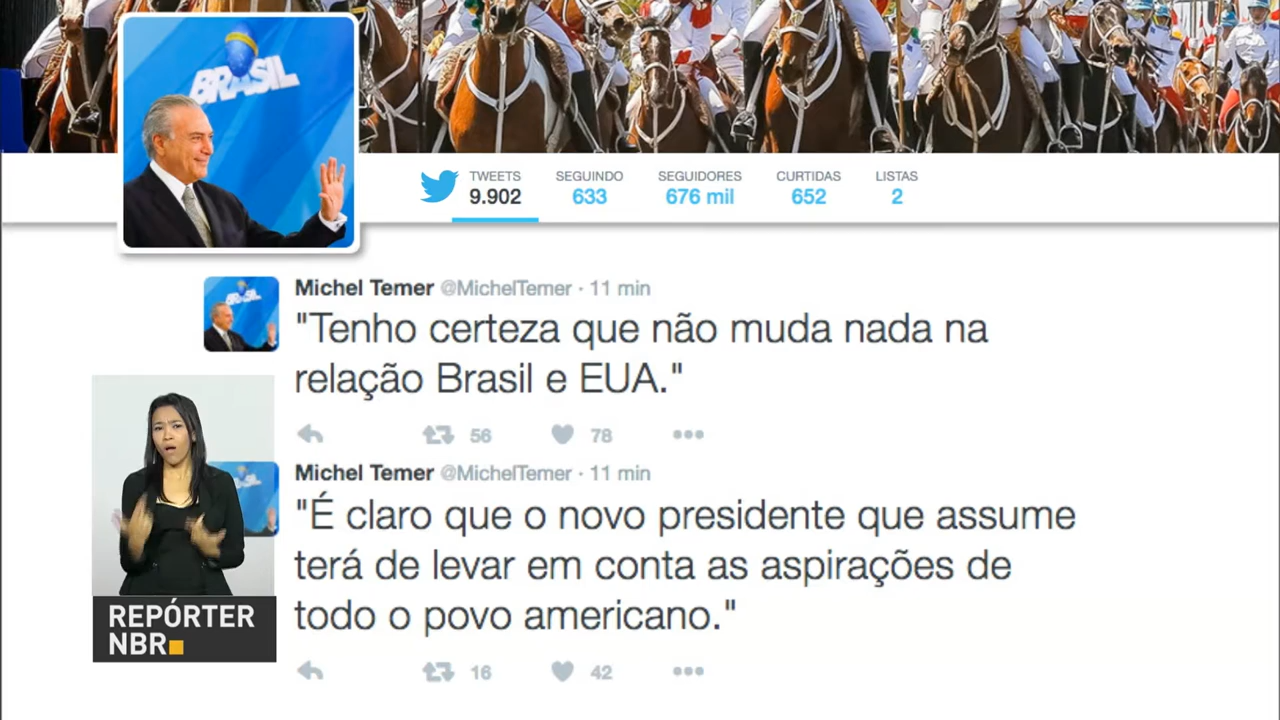 BRASIL
TWEETS SEGUINDO SEGUIDORES CURTIDAS LISTAS
9.902 633 676 mil 652 2
Michel Temer @MichelTemer · 11 min
"Tenho certeza que não muda nada na
relação Brasil e EUA."
56 78
Michel Temer @MichelTemer · 11 min
"É claro que o novo presidente que assume
terá de levar em conta as aspirações de
todo o povo americano."
16 42
REPÓRTER
NBR